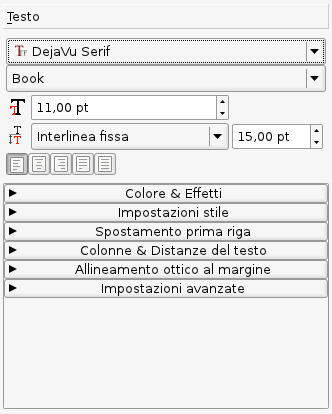 Testo
DejaVu Serif
Book
11,00 pt
Interlinea fissa 15,00 pt
Colore & Effetti
Impostazioni stile
Spostamento prima riga
Colonne & Distanze del testo
Allineamento ottico al margine
Impostazioni avanzate